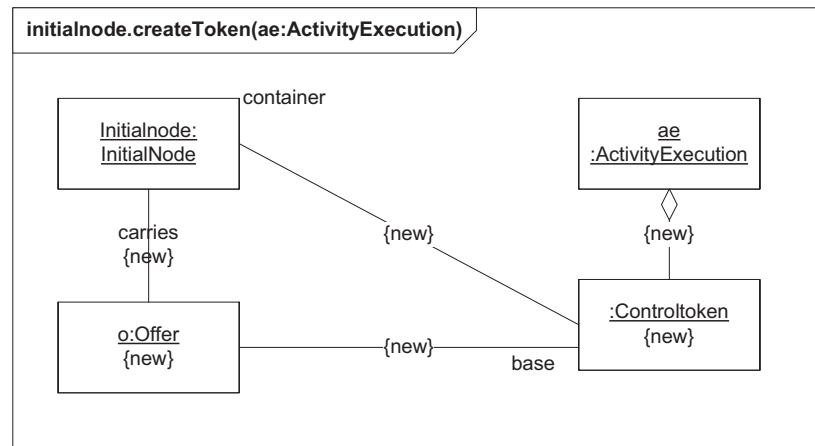 initialnode.createToken(ae:ActivityExecution)
container
Initialnode:
InitialNode
ae
:ActivityExecution
carries
{new}
{new}
{new}
o:Offer
{new}
{new}
base
:Controltoken
{new}